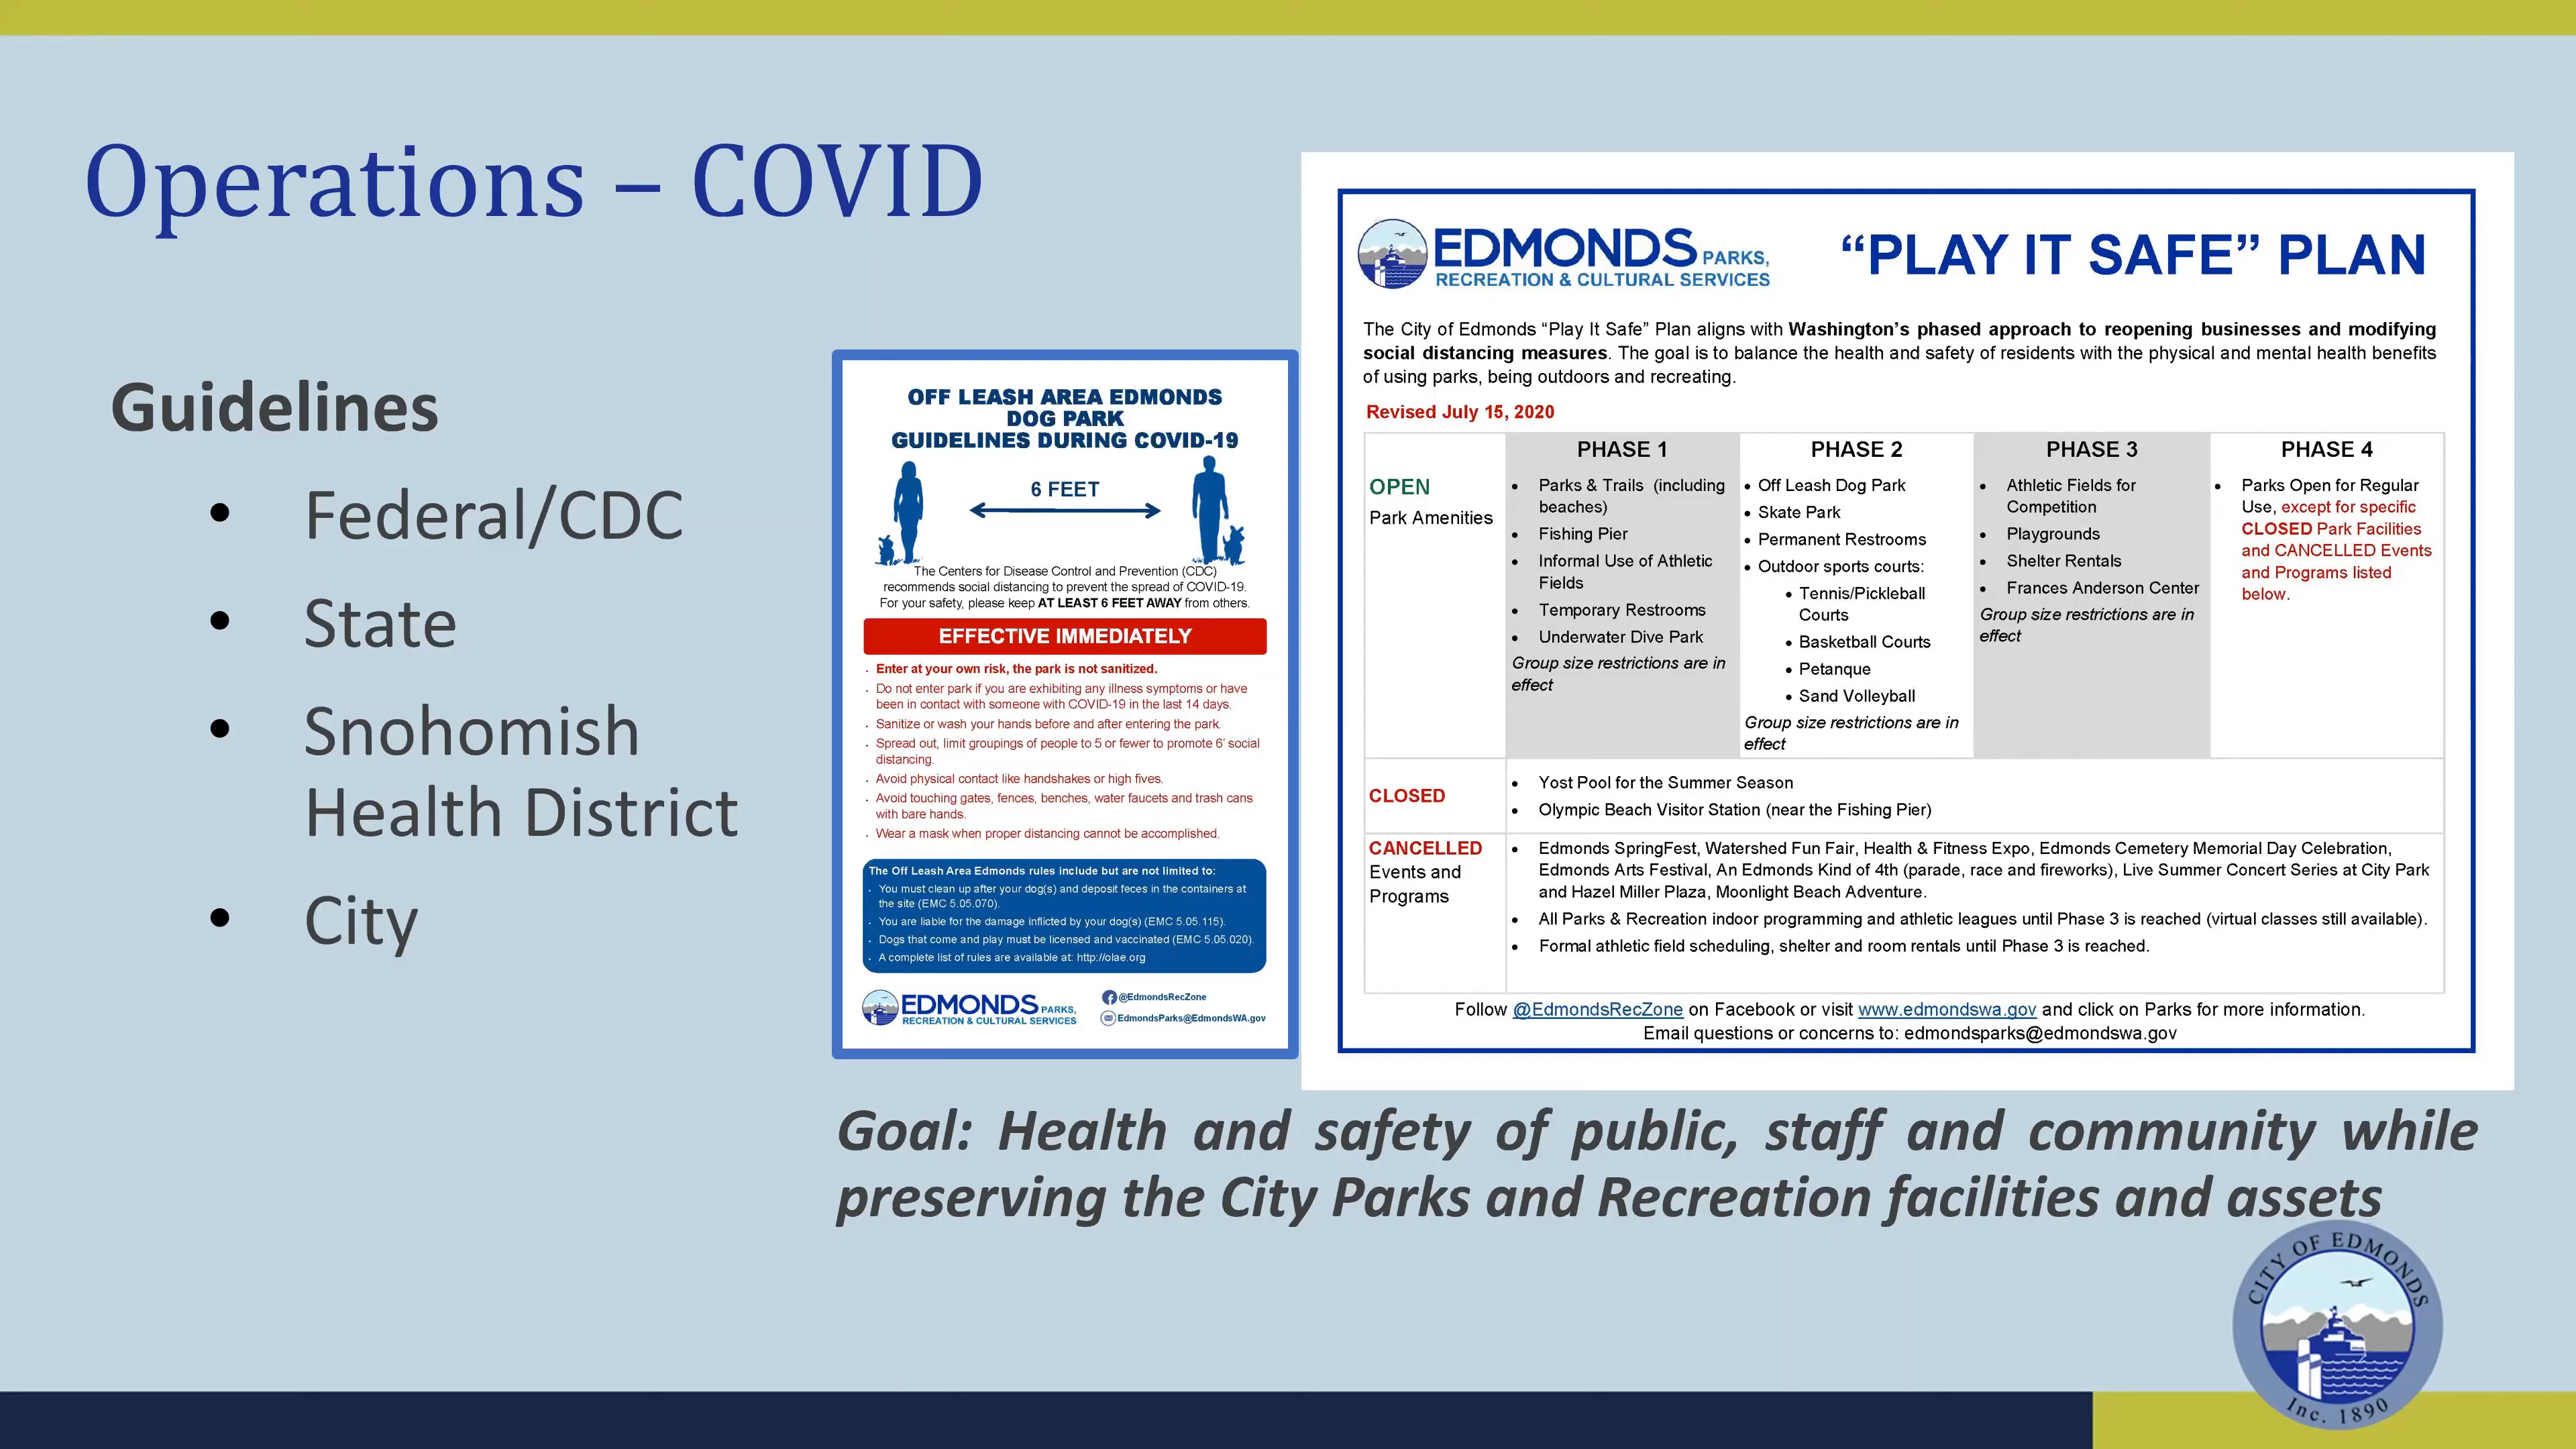 Operations – COVID
Guidelines
• Federal/CDC
• State
• Snohomish
Health District
• City
OFF LEASH AREA EDMONDS
DOG PARK
GUIDELINES DURING COVID-19
6 FEET
The Centers for Disease Control and Prevention (CDC)
recommends social distancing to prevent the spread of COVID-19.
For your safety, please keep AT LEAST 6 FEET AWAY from others.
EFFECTIVE IMMEDIATELY
• Enter at your own risk, the park is not sanitized.
• Do not enter park if you are exhibiting any illness symptoms or have
been in contact with someone with COVID-19 in the last 14 days.
• Sanitize or wash your hands before and after entering the park.
• Spread out, limit groupings of people to 5 or fewer to promote 6' social
distancing.
• Avoid physical contact like handshakes or high fives.
• Avoid touching gates, fences, benches, water faucets and trash cans
with bare hands.
• Wear a mask when proper distancing cannot be accomplished.
The Off Leash Area Edmonds rules include but are not limited to:
• You must clean up after your dog(s) and deposit feces in the containers at
the site (EMC 5.05.070).
• You are liable for the damage inflicted by your dog(s) (EMC 5.05.115).
• Dogs that come and play must be licensed and vaccinated (EMC 5.05.020).
• A complete list of rules are available at: http://olae.org
EDMONDS PARKS,
RECREATION & CULTURAL SERVICES
@EdmondsRecZone
EdmondsParks@EdmondsWA.gov
EDMONDS PARKS,
RECREATION & CULTURAL SERVICES
“PLAY IT SAFE” PLAN
The City of Edmonds “Play It Safe” Plan aligns with Washington’s phased approach to reopening businesses and modifying
social distancing measures. The goal is to balance the health and safety of residents with the physical and mental health benefits
of using parks, being outdoors and recreating.
Revised July 15, 2020
OPEN
Park Amenities
PHASE 1
• Parks & Trails (including
beaches)
• Fishing Pier
• Informal Use of Athletic
Fields
• Temporary Restrooms
• Underwater Dive Park
Group size restrictions are in
effect
PHASE 2
• Off Leash Dog Park
• Skate Park
• Permanent Restrooms
• Outdoor sports courts:
• Tennis/Pickleball
Courts
• Basketball Courts
• Petanque
• Sand Volleyball
Group size restrictions are in
effect
PHASE 3
• Athletic Fields for
Competition
• Playgrounds
• Shelter Rentals
• Frances Anderson Center
Group size restrictions are in
effect
PHASE 4
• Parks Open for Regular
Use, except for specific
CLOSED Park Facilities
and CANCELLED Events
and Programs listed
below.
CLOSED
• Yost Pool for the Summer Season
• Olympic Beach Visitor Station (near the Fishing Pier)
CANCELLED
Events and
Programs
• Edmonds SpringFest, Watershed Fun Fair, Health & Fitness Expo, Edmonds Cemetery Memorial Day Celebration,
Edmonds Arts Festival, An Edmonds Kind of 4th (parade, race and fireworks), Live Summer Concert Series at City Park
and Hazel Miller Plaza, Moonlight Beach Adventure.
• All Parks & Recreation indoor programming and athletic leagues until Phase 3 is reached (virtual classes still available).
• Formal athletic field scheduling, shelter and room rentals until Phase 3 is reached.
Follow @EdmondsRecZone on Facebook or visit www.edmondswa.gov and click on Parks for more information.
Email questions or concerns to: edmondsparks@edmondswa.gov
Goal: Health and safety of public, staff and community while
preserving the City Parks and Recreation facilities and assets
CITY OF EDMONDS
Inc. 1890